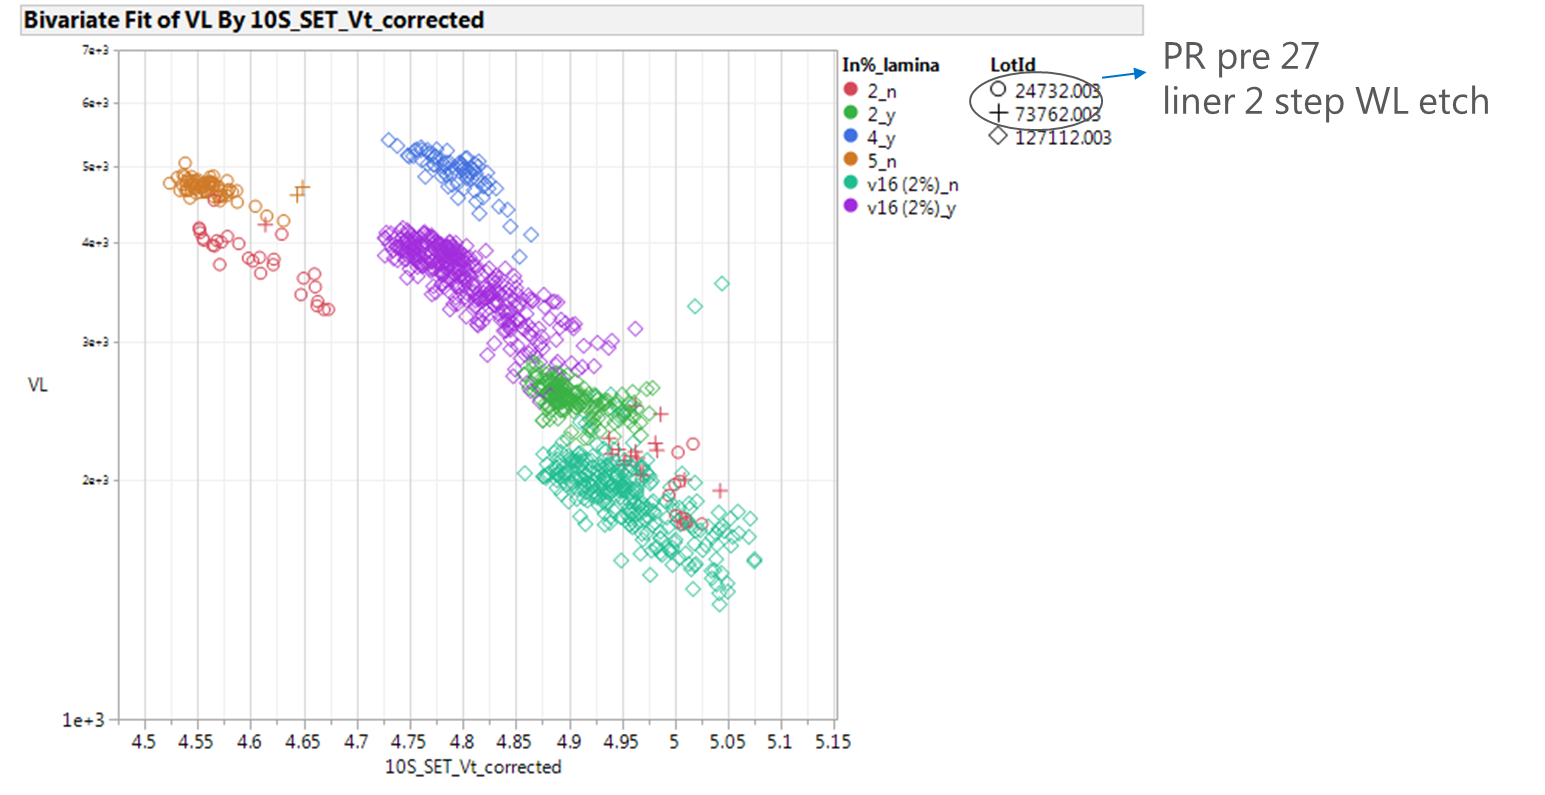 Bivariate Fit of VL By 10S_SET_Vt_corrected
7e+3
6e+3
5e+3
4e+3
3e+3
2e+3
1e+3
VL
4.5 4.55 4.6 4.65 4.7 4.75 4.8 4.85 4.9 4.95 5 5.05 5.1 5.15
10S_SET_Vt_corrected
In%_lamina
2_n
2_y
4_y
5_n
v16 (2%)_n
v16 (2%)_y
LotId
24732.003
73762.003
127112.003
PR pre 27
liner 2 step WL etch